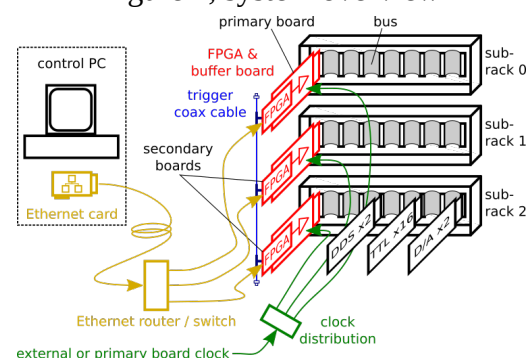 primary board
bus
FPGA &
buffer board
sub-
rack 0
control PC
trigger
coax cable
FPGA
sub-
rack 1
secondary
boards
FPGA
sub-
rack 2
Ethernet card
FPGA
DDS x2
TTL x16
D/A x2
Ethernet router / switch
clock
distribution
external or primary board clock